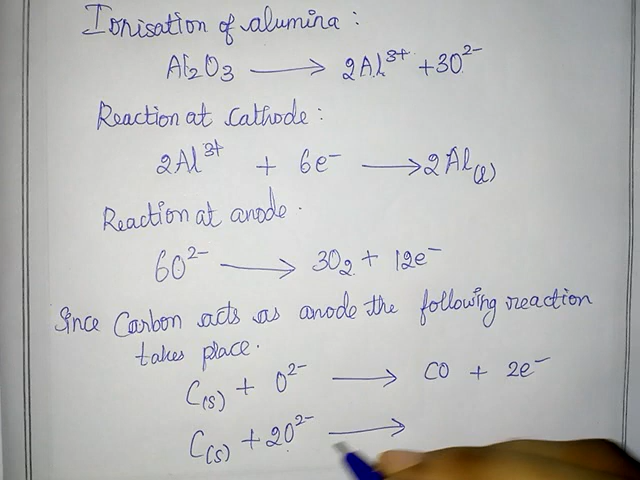 Ionisation of alumina :
Al₂O₃ ⟶ 2Al³⁺ + 3O²⁻
Reaction at cathode :
2Al³⁺ + 6e⁻ ⟶ 2Al₍ₗ₎
Reaction at anode .
6O²⁻ ⟶ 3O₂ + 12e⁻
Since Carbon acts as anode the following reaction
takes place .
C₍ₛ₎ + O²⁻ ⟶ CO + 2e⁻
C₍ₛ₎ + 2O²⁻ ⟶